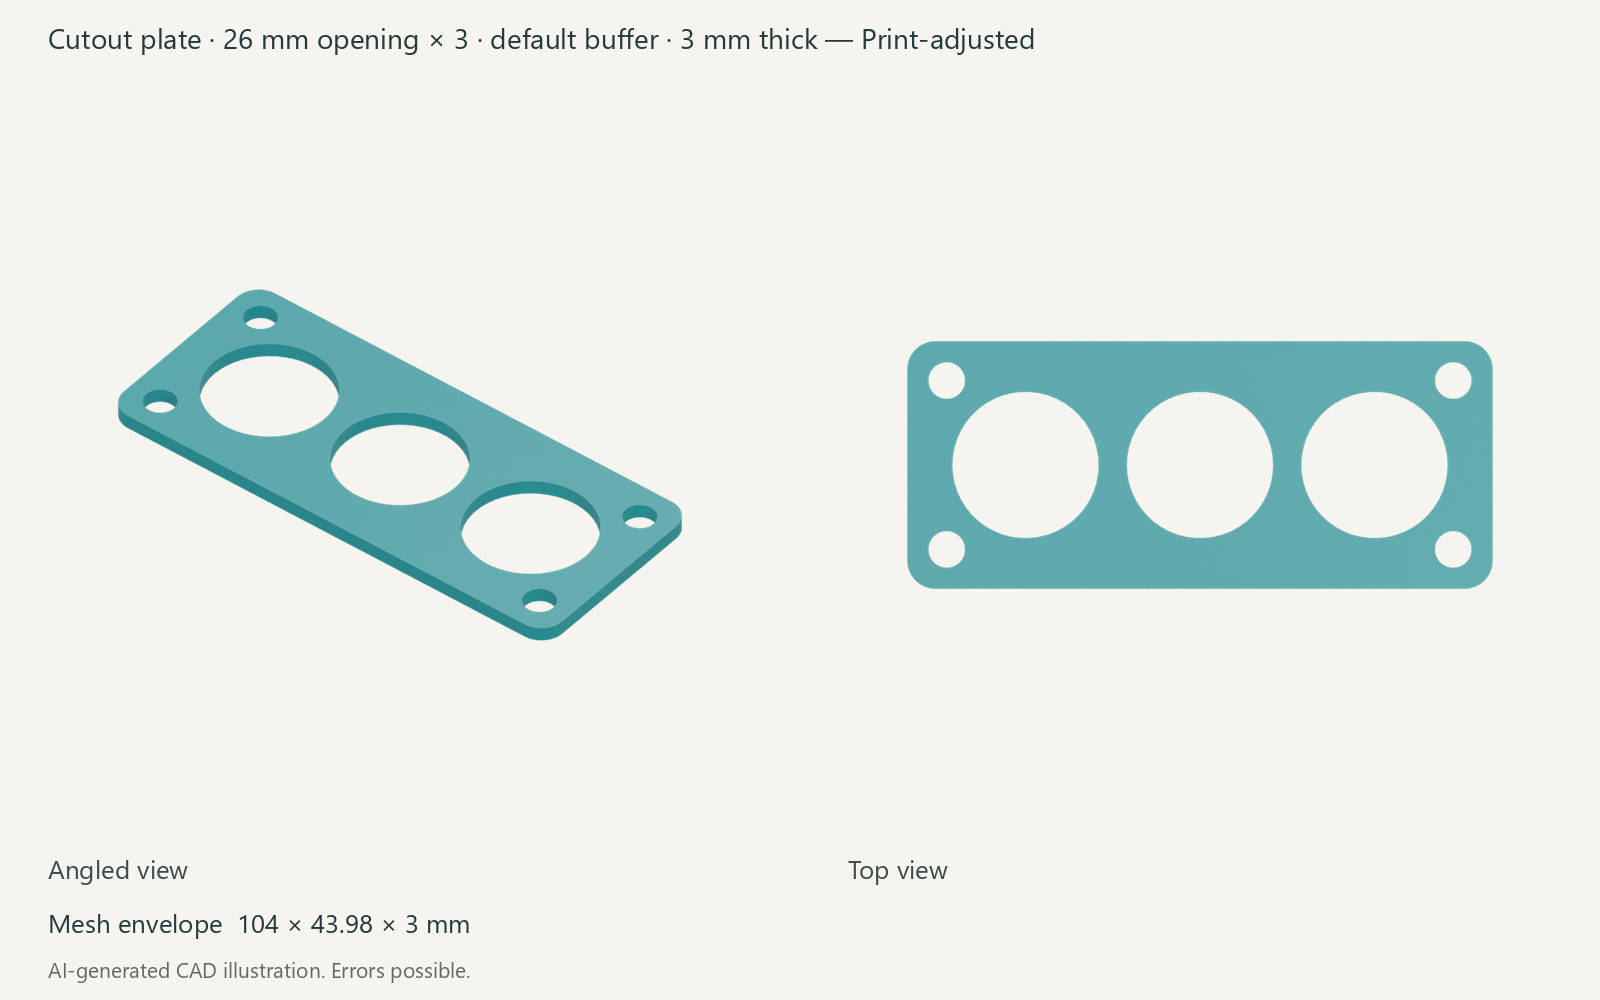 Cutout plate · 26 mm opening × 3 · default buffer · 3 mm thick — Print-adjusted
Angled view
Top view
Mesh envelope 104 × 43.98 × 3 mm
AI-generated CAD illustration. Errors possible.